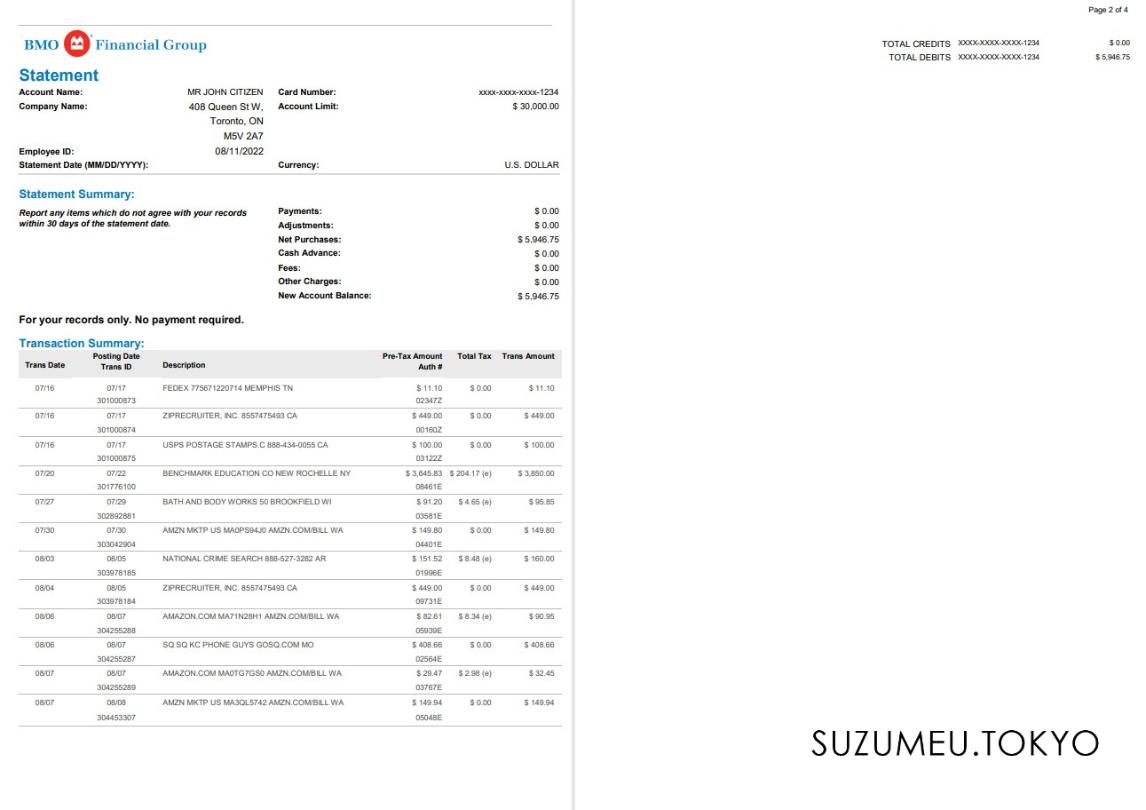 BMO Financial Group
Statement
Account Name: MR JOHN CITIZEN Card Number: xxxx-xxxx-xxxx-1234
Company Name: 408 Queen St W, Account Limit: $ 30,000.00
Toronto, ON
M5V 2A7
Employee ID: 08/11/2022
Statement Date (MM/DD/YYYY): Currency: U.S. DOLLAR
Statement Summary:
Report any items which do not agree with your records
within 30 days of the statement date.
Payments: $ 0.00
Adjustments: $ 0.00
Net Purchases: $ 5,946.75
Cash Advance: $ 0.00
Fees: $ 0.00
Other Charges: $ 0.00
New Account Balance: $ 5,946.75
For your records only. No payment required.
Transaction Summary:
Trans Date Posting Date Trans ID Description Pre-Tax Amount Auth # Total Tax Trans Amount
07/16 07/17 FEDEX 775671220714 MEMPHIS TN $ 11.10 $ 0.00 $ 11.10
301000873 02347Z
07/16 07/17 ZIPRECRUITER, INC. 8557475493 CA $ 449.00 $ 0.00 $ 449.00
301000874 00160Z
07/16 07/17 USPS POSTAGE STAMPS.C 888-434-0055 CA $ 100.00 $ 0.00 $ 100.00
301000875 03122Z
07/20 07/22 BENCHMARK EDUCATION CO NEW ROCHELLE NY $ 3,645.83 $ 204.17 (e) $ 3,850.00
301776100 08461E
07/27 07/29 BATH AND BODY WORKS 50 BROOKFIELD WI $ 91.20 $ 4.65 (e) $ 95.85
302892881 03581E
07/30 07/30 AMZN MKTP US MA0PS94J0 AMZN.COM/BILL WA $ 149.80 $ 0.00 $ 149.80
303042904 04401E
08/03 08/05 NATIONAL CRIME SEARCH 888-527-3282 AR $ 151.52 $ 8.48 (e) $ 160.00
303978185 01996E
08/04 08/05 ZIPRECRUITER, INC. 8557475493 CA $ 449.00 $ 0.00 $ 449.00
303978184 09731E
08/06 08/07 AMAZON.COM MA71N28H1 AMZN.COM/BILL WA $ 82.61 $ 8.34 (e) $ 90.95
304255288 05939E
08/06 08/07 SQ SQ KC PHONE GUYS GOSQ.COM MO $ 408.66 $ 0.00 $ 408.66
304255287 02564E
08/07 08/07 AMAZON.COM MA0TG7GS0 AMZN.COM/BILL WA $ 29.47 $ 2.98 (e) $ 32.45
304255289 03767E
08/07 08/08 AMZN MKTP US MA3QL5742 AMZN.COM/BILL WA $ 149.94 $ 0.00 $ 149.94
304453307 05048E
Page 2 of 4
TOTAL CREDITS XXXX-XXXX-XXXX-1234 $ 0.00
TOTAL DEBITS XXXX-XXXX-XXXX-1234 $ 5,946.75
SUZUMEU.TOKYO